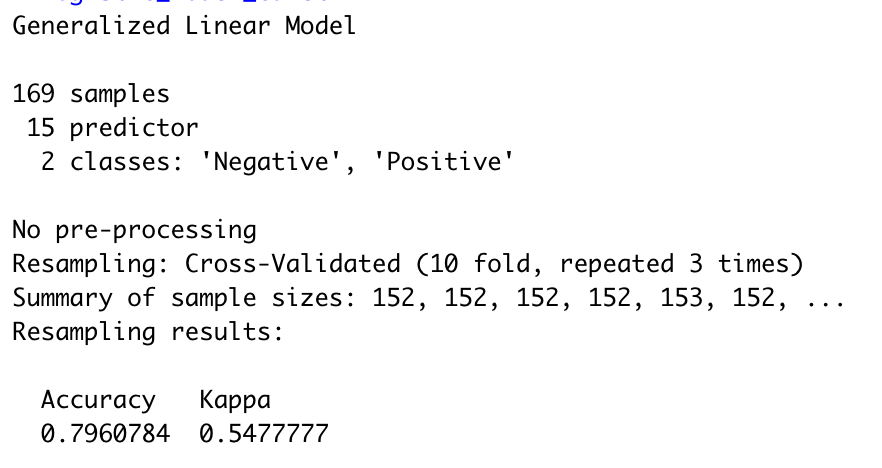 Generalized Linear Model
169 samples
15 predictor
2 classes: 'Negative', 'Positive'
No pre-processing
Resampling: Cross-Validated (10 fold, repeated 3 times)
Summary of sample sizes: 152, 152, 152, 152, 153, 152, ...
Resampling results:
Accuracy Kappa
0.7960784 0.5477777